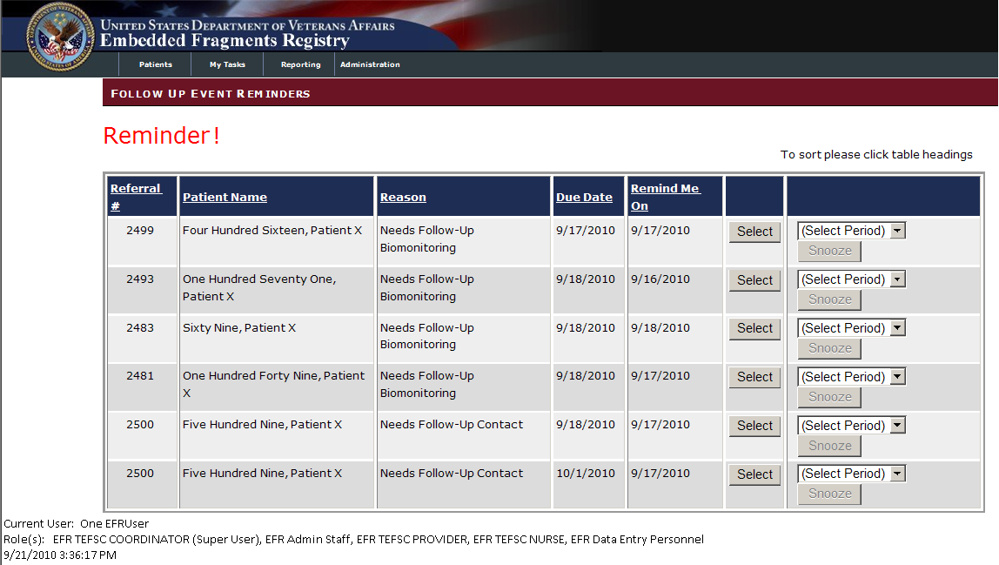 United States Department of Veterans Affairs
Embedded Fragments Registry
Patients My Tasks Reporting Administration
Follow Up Event Reminders
Reminder!
To sort please click table headings
Referral # Patient Name Reason Due Date Remind Me On
2499 Four Hundred Sixteen, Patient X Needs Follow-Up Biomonitoring 9/17/2010 9/17/2010 Select (Select Period)
Snooze
2493 One Hundred Seventy One, Patient X Needs Follow-Up Biomonitoring 9/18/2010 9/16/2010 Select (Select Period)
Snooze
2483 Sixty Nine, Patient X Needs Follow-Up Biomonitoring 9/18/2010 9/18/2010 Select (Select Period)
Snooze
2481 One Hundred Forty Nine, Patient X Needs Follow-Up Biomonitoring 9/18/2010 9/17/2010 Select (Select Period)
Snooze
2500 Five Hundred Nine, Patient X Needs Follow-Up Contact 9/18/2010 9/17/2010 Select (Select Period)
Snooze
2500 Five Hundred Nine, Patient X Needs Follow-Up Contact 10/1/2010 9/17/2010 Select (Select Period)
Snooze
Current User: One EFRUser
Role(s): EFR TEFSC COORDINATOR (Super User), EFR Admin Staff, EFR TEFSC PROVIDER, EFR TEFSC NURSE, EFR Data Entry Personnel
9/21/2010 3:36:17 PM